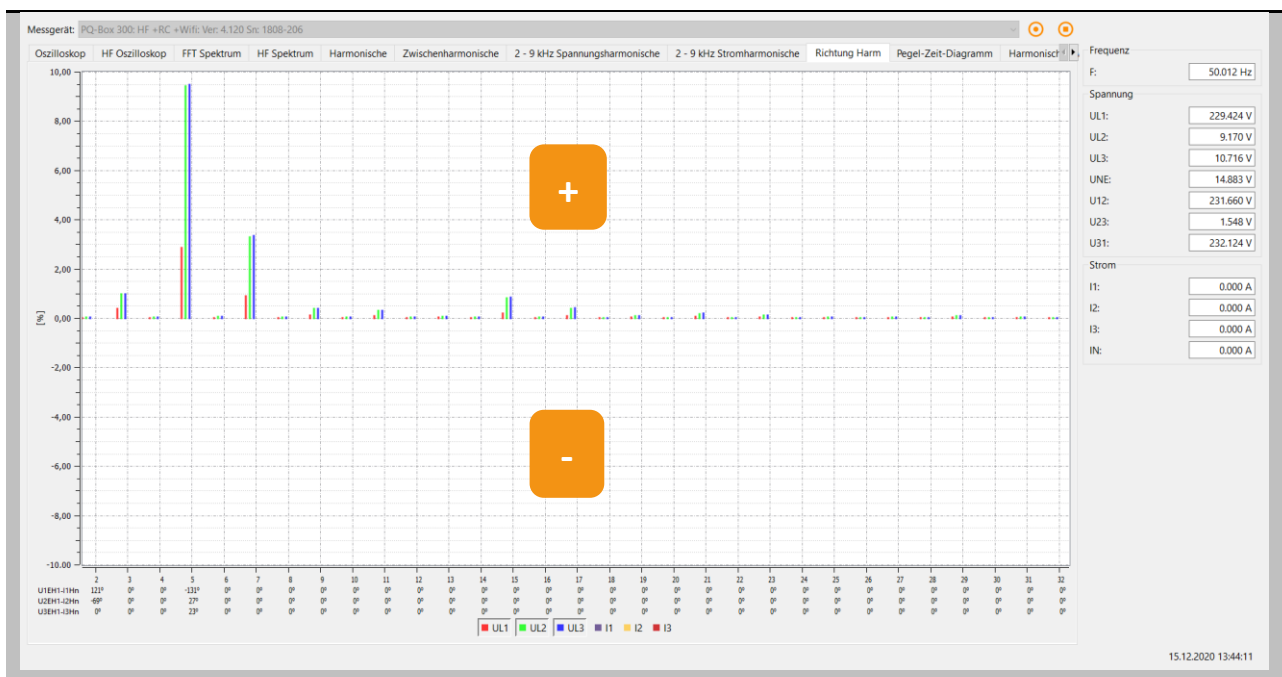 Messgerät: PQ-Box 300: HF +RC +Wifi: Ver: 4.120 Sn: 1808-206
Oszilloskop HF Oszilloskop FFT Spektrum HF Spektrum Harmonische Zwischenharmonische 2 - 9 kHz Spannungsharmonische 2 - 9 kHz Stromharmonische Richtung Harm Pegel-Zeit-Diagramm Harmonisch
Frequenz
F: 50.012 Hz
Spannung
UL1: 229.424 V
UL2: 9.170 V
UL3: 10.716 V
UNE: 14.883 V
U12: 231.660 V
U23: 1.548 V
U31: 232.124 V
Strom
I1: 0.000 A
I2: 0.000 A
I3: 0.000 A
IN: 0.000 A
10,00
8,00
6,00
4,00
2,00
0,00
-2,00
-4,00
-6,00
-8,00
-10.00
[%]
+
-
2 3 4 5 6 7 8 9 10 11 12 13 14 15 16 17 18 19 20 21 22 23 24 25 26 27 28 29 30 31 32
U1EH1-I1Hn 121° 0° 0° -131° 0° 0° 0° 0° 0° 0° 0° 0° 0° 0° 0° 0° 0° 0° 0° 0° 0° 0° 0° 0° 0° 0° 0° 0° 0° 0° 0°
U2EH1-I2Hn -69° 0° 0° 27° 0° 0° 0° 0° 0° 0° 0° 0° 0° 0° 0° 0° 0° 0° 0° 0° 0° 0° 0° 0° 0° 0° 0° 0° 0° 0° 0°
U3EH1-I3Hn 0° 0° 0° 23° 0° 0° 0° 0° 0° 0° 0° 0° 0° 0° 0° 0° 0° 0° 0° 0° 0° 0° 0° 0° 0° 0° 0° 0° 0° 0° 0°
UL1 UL2 UL3 I1 I2 I3
15.12.2020 13:44:11